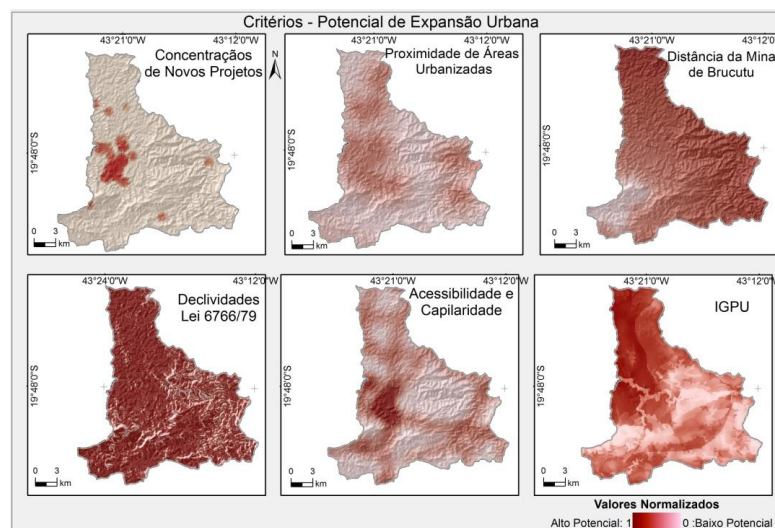 Critérios - Potencial de Expansão Urbana
43°21'0"W 43°12'0"W
Concentraçãos
de Novos Projetos
N
19°48'0"S
0 3
km
43°21'0"W 43°12'0"W
Proximidade de Áreas
Urbanizadas
19°48'0"S
0 3
km
43°21'0"W 43°12'0"W
Distância da Mina
de Brucutu
19°48'0"S
0 3
km
43°24'0"W 43°12'0"W
Declividades
Lei 6766/79
19°48'0"S
0 3
km
43°21'0"W 43°12'0"W
Acessibilidade e
Capilaridade
19°48'0"S
0 3
km
43°21'0"W 43°12'0"W
IGPU
19°48'0"S
0 3
km
Valores Normalizados
Alto Potencial: 1 0 :Baixo Potencial